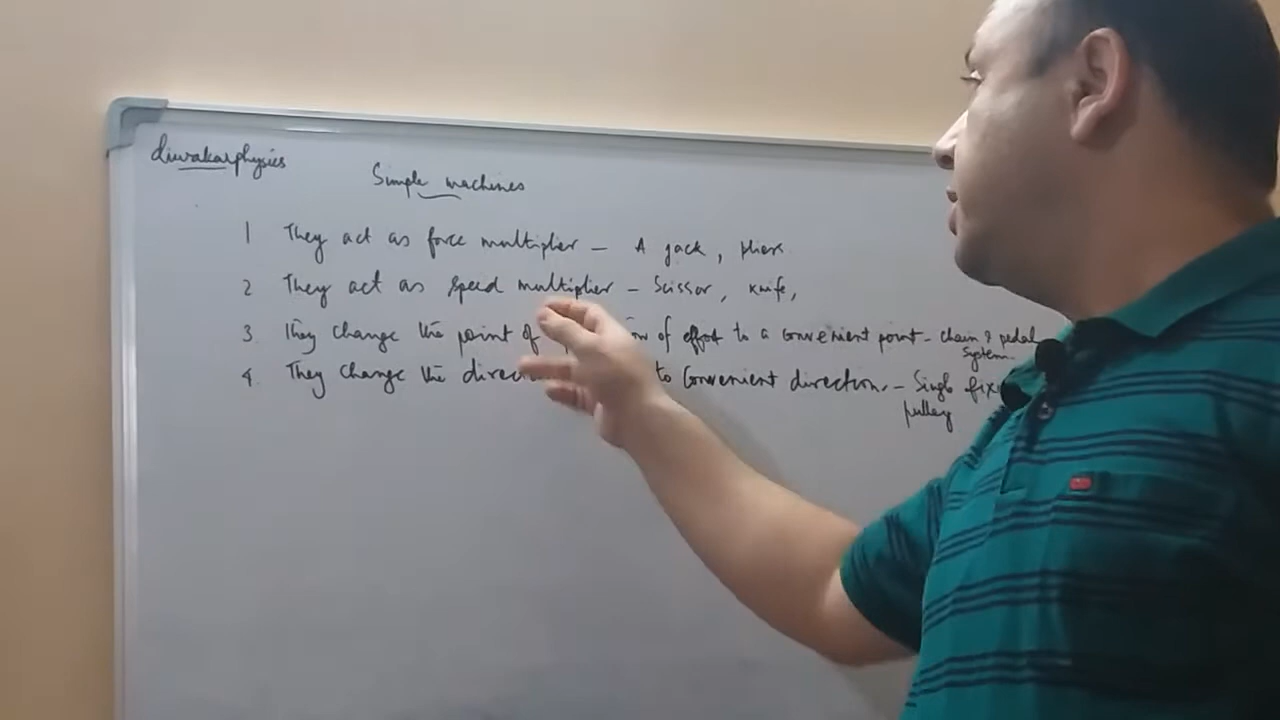 diwakarphysics
Simple machines
1 They act as force multiplier – A jack, pliers
2 They act as speed multiplier – Scissor, knife,
3 They change the point of of effort to a convenient point – chain & pedal
system
4. They change the to Convenient direction. – Single
pulley